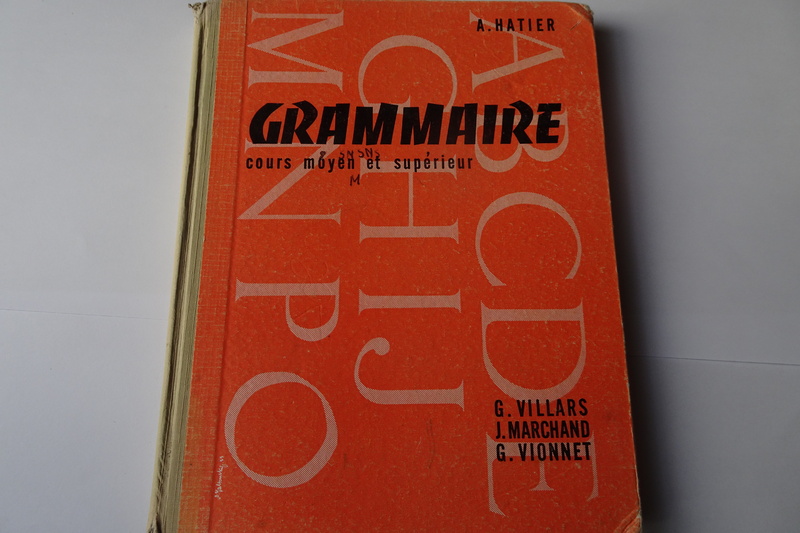 A. HATIER
GRAMMAIRE
cours moyen et supérieur
G. VILLARS
J. MARCHAND
G. VIONNET
A B C D E
G H I J
M N P O